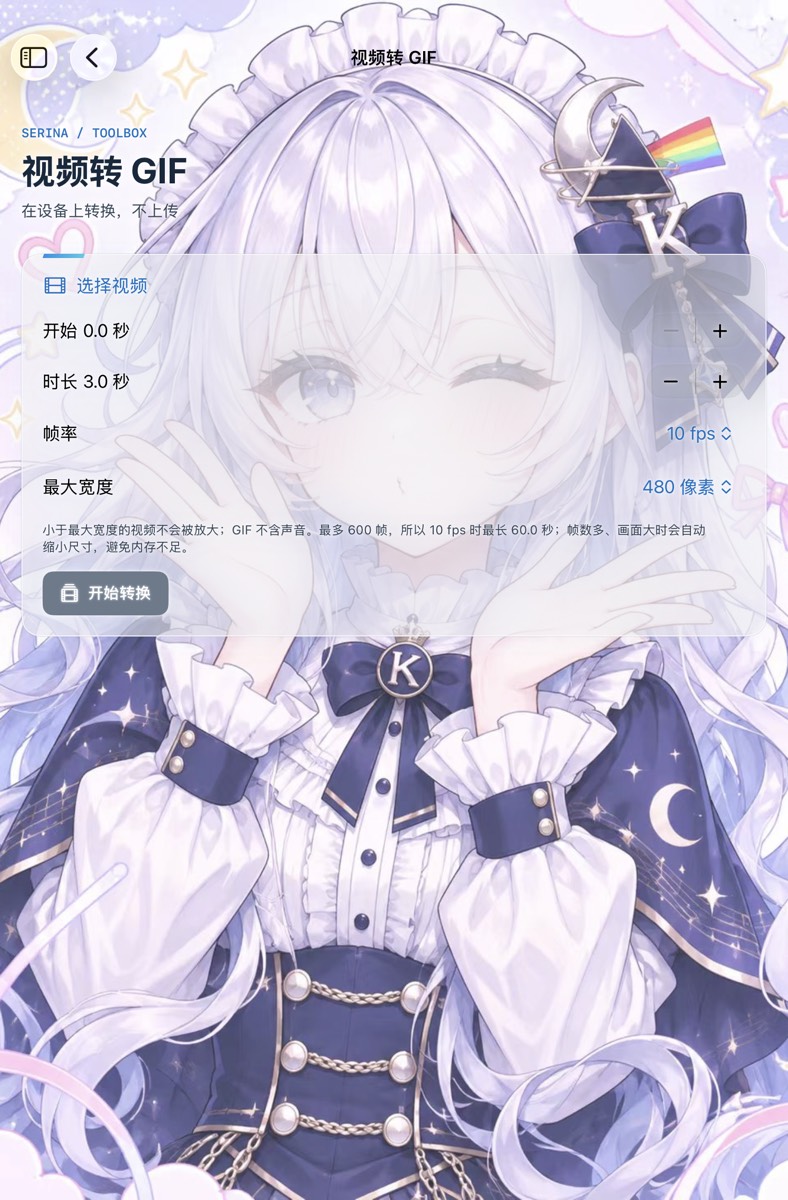 视频转 GIF
SERINA / TOOLBOX
视频转 GIF
在设备上转换，不上传
选择视频
开始 0.0 秒
时长 3.0 秒
帧率
10 fps
最大宽度
480 像素
小于最大宽度的视频不会被放大；GIF 不含声音。最多 600 帧，所以 10 fps 时最长 60.0 秒；帧数多、画面大时会自动
缩小尺寸，避免内存不足。
开始转换
K
K